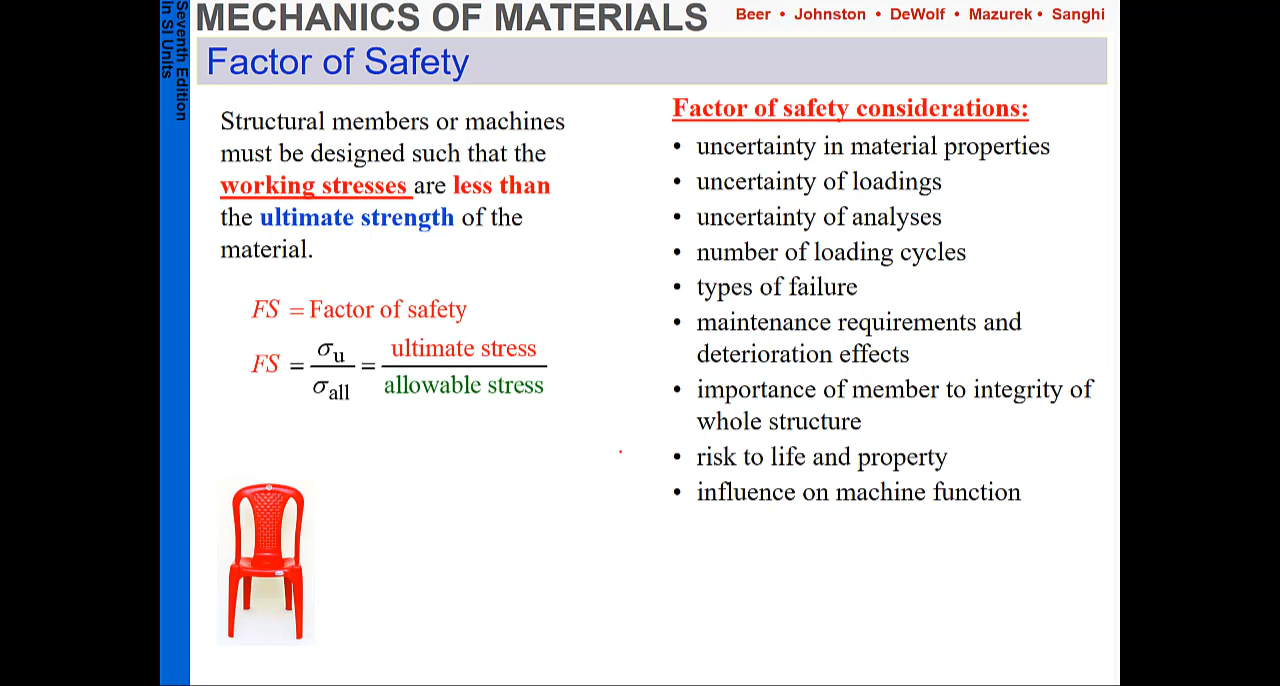 Seventh Edition
in SI Units
MECHANICS OF MATERIALS
Beer • Johnston • DeWolf • Mazurek • Sanghi
Factor of Safety
Structural members or machines
must be designed such that the
working stresses are less than
the ultimate strength of the
material.
FS = Factor of safety
FS = σu / σall = ultimate stress / allowable stress
Factor of safety considerations:
• uncertainty in material properties
• uncertainty of loadings
• uncertainty of analyses
• number of loading cycles
• types of failure
• maintenance requirements and
deterioration effects
• importance of member to integrity of
whole structure
• risk to life and property
• influence on machine function